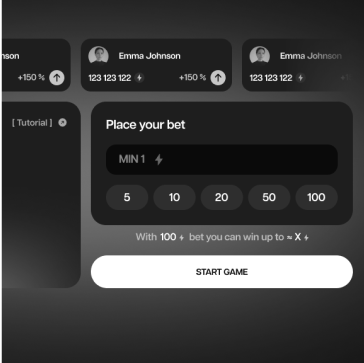 nson
+150 %
Emma Johnson
123 123 122
+150 %
Emma Johnson
123 123 122
[ Tutorial ]
Place your bet
MIN 1
5 10 20 50 100
With 100 bet you can win up to ≈ X
START GAME